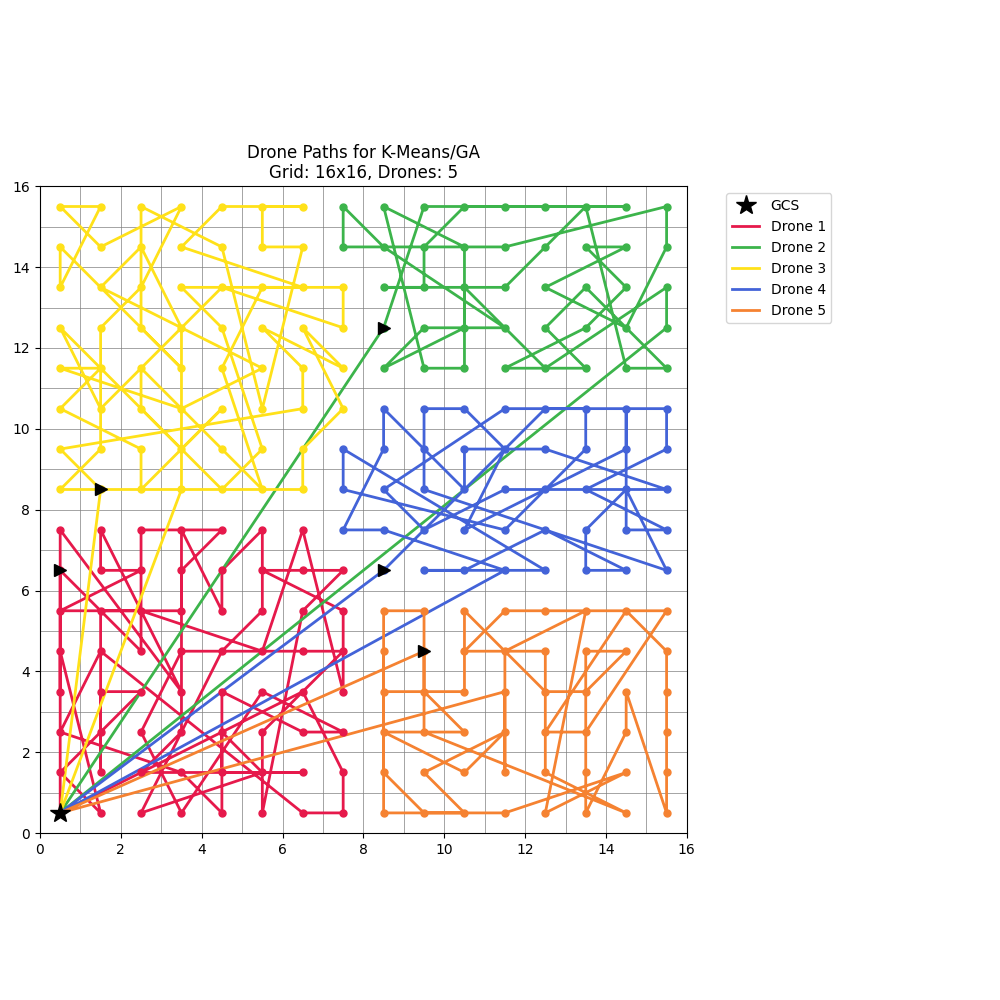 Drone Paths for K-Means/GA
Grid: 16x16, Drones: 5
GCS
Drone 1
Drone 2
Drone 3
Drone 4
Drone 5
16
14
12
10
8
6
4
2
0
0 2 4 6 8 10 12 14 16